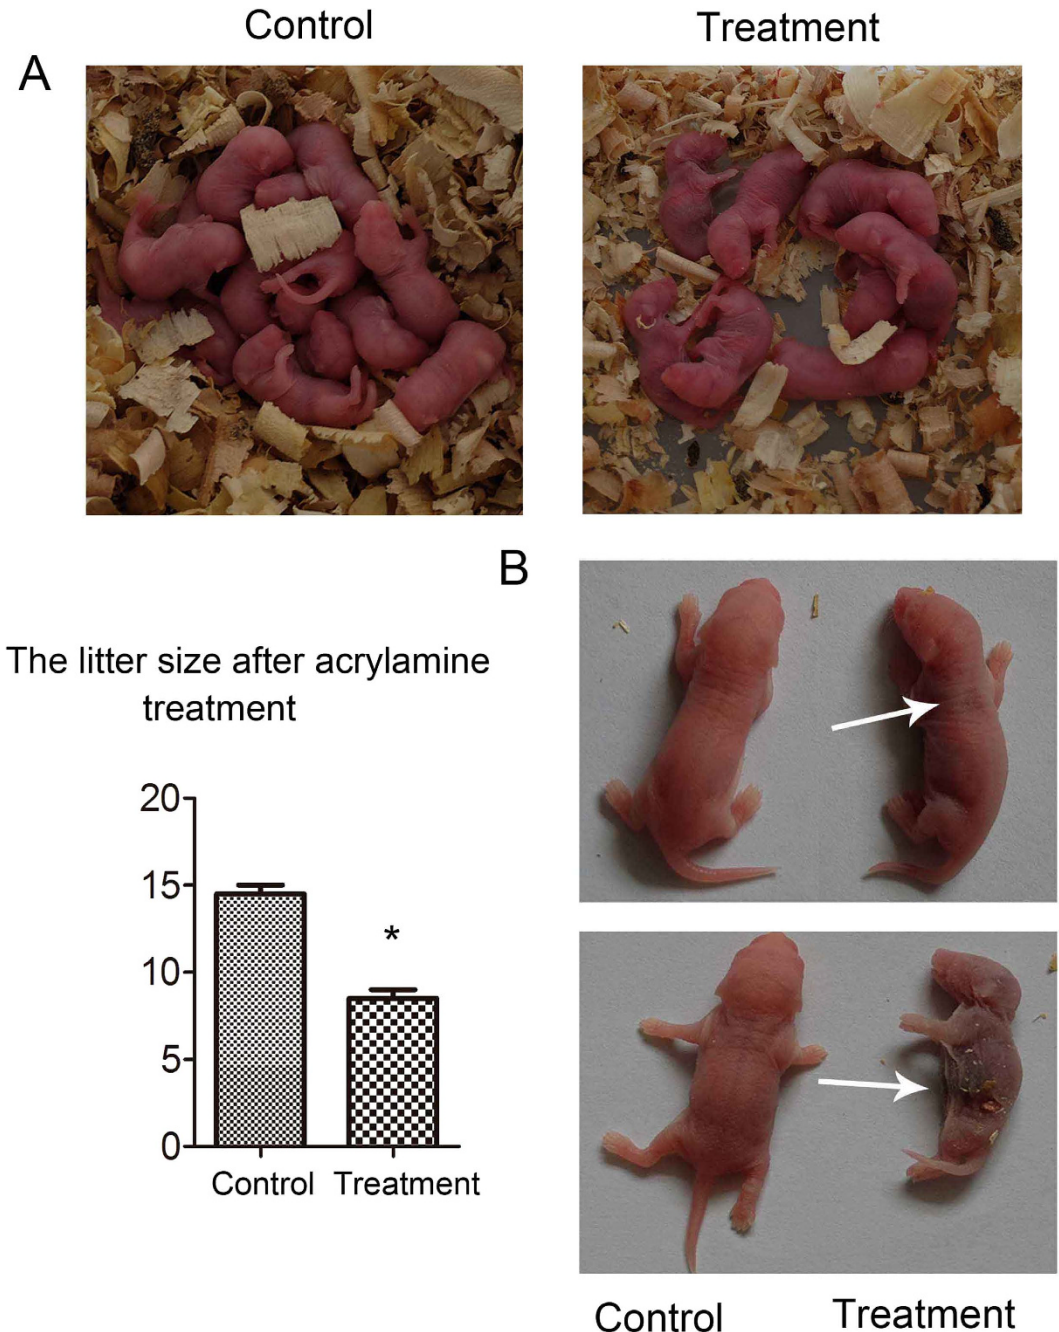 Control
Treatment
A
B
The litter size after acrylamine
treatment
20
15
10
5
0
*
Control
Treatment
Control
Treatment